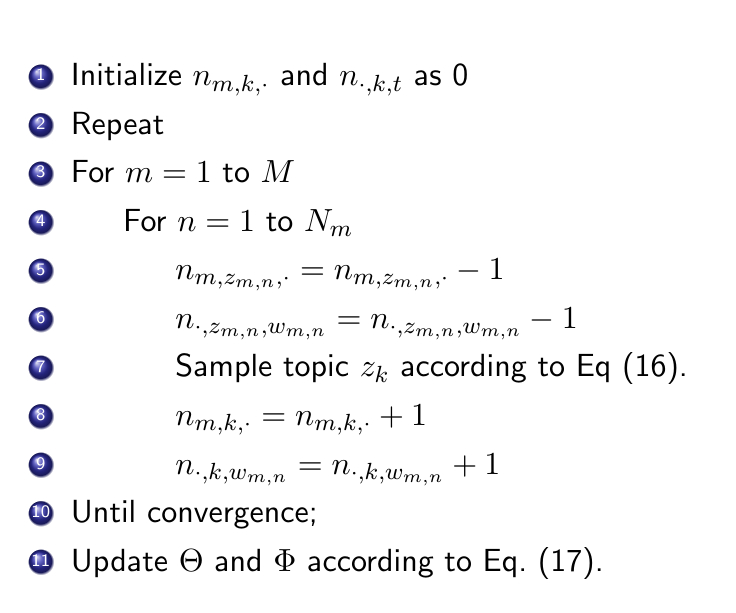 1 Initialize $n_{m,k,\cdot}$ and $n_{\cdot,k,t}$ as 0
2 Repeat
3 For $m = 1$ to $M$
4 For $n = 1$ to $N_m$
5 $n_{m,z_{m,n},\cdot} = n_{m,z_{m,n},\cdot} - 1$
6 $n_{\cdot,z_{m,n},w_{m,n}} = n_{\cdot,z_{m,n},w_{m,n}} - 1$
7 Sample topic $z_k$ according to Eq (16).
8 $n_{m,k,\cdot} = n_{m,k,\cdot} + 1$
9 $n_{\cdot,k,w_{m,n}} = n_{\cdot,k,w_{m,n}} + 1$
10 Until convergence;
11 Update $\Theta$ and $\Phi$ according to Eq. (17).